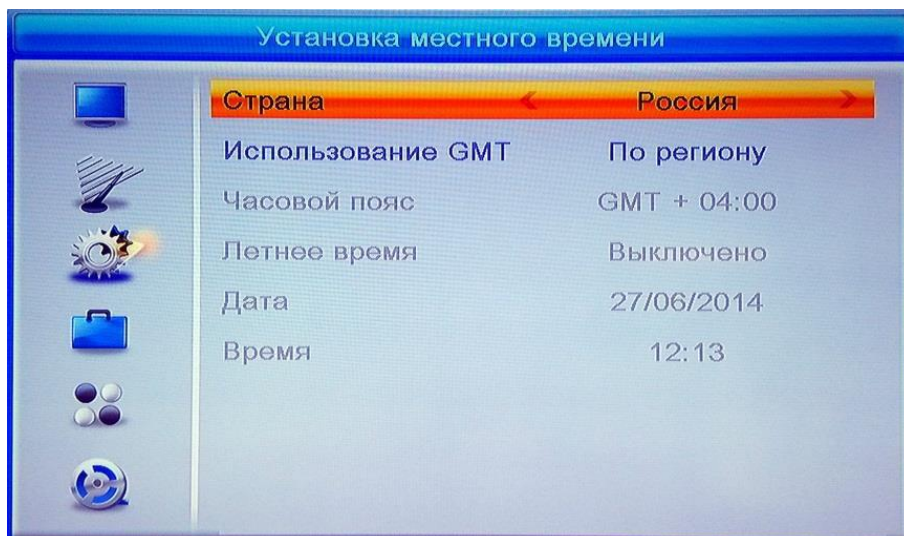 Установка местного времени
Страна Россия
Использование GMT По региону
Часовой пояс GMT + 04:00
Летнее время Выключено
Дата 27/06/2014
Время 12:13